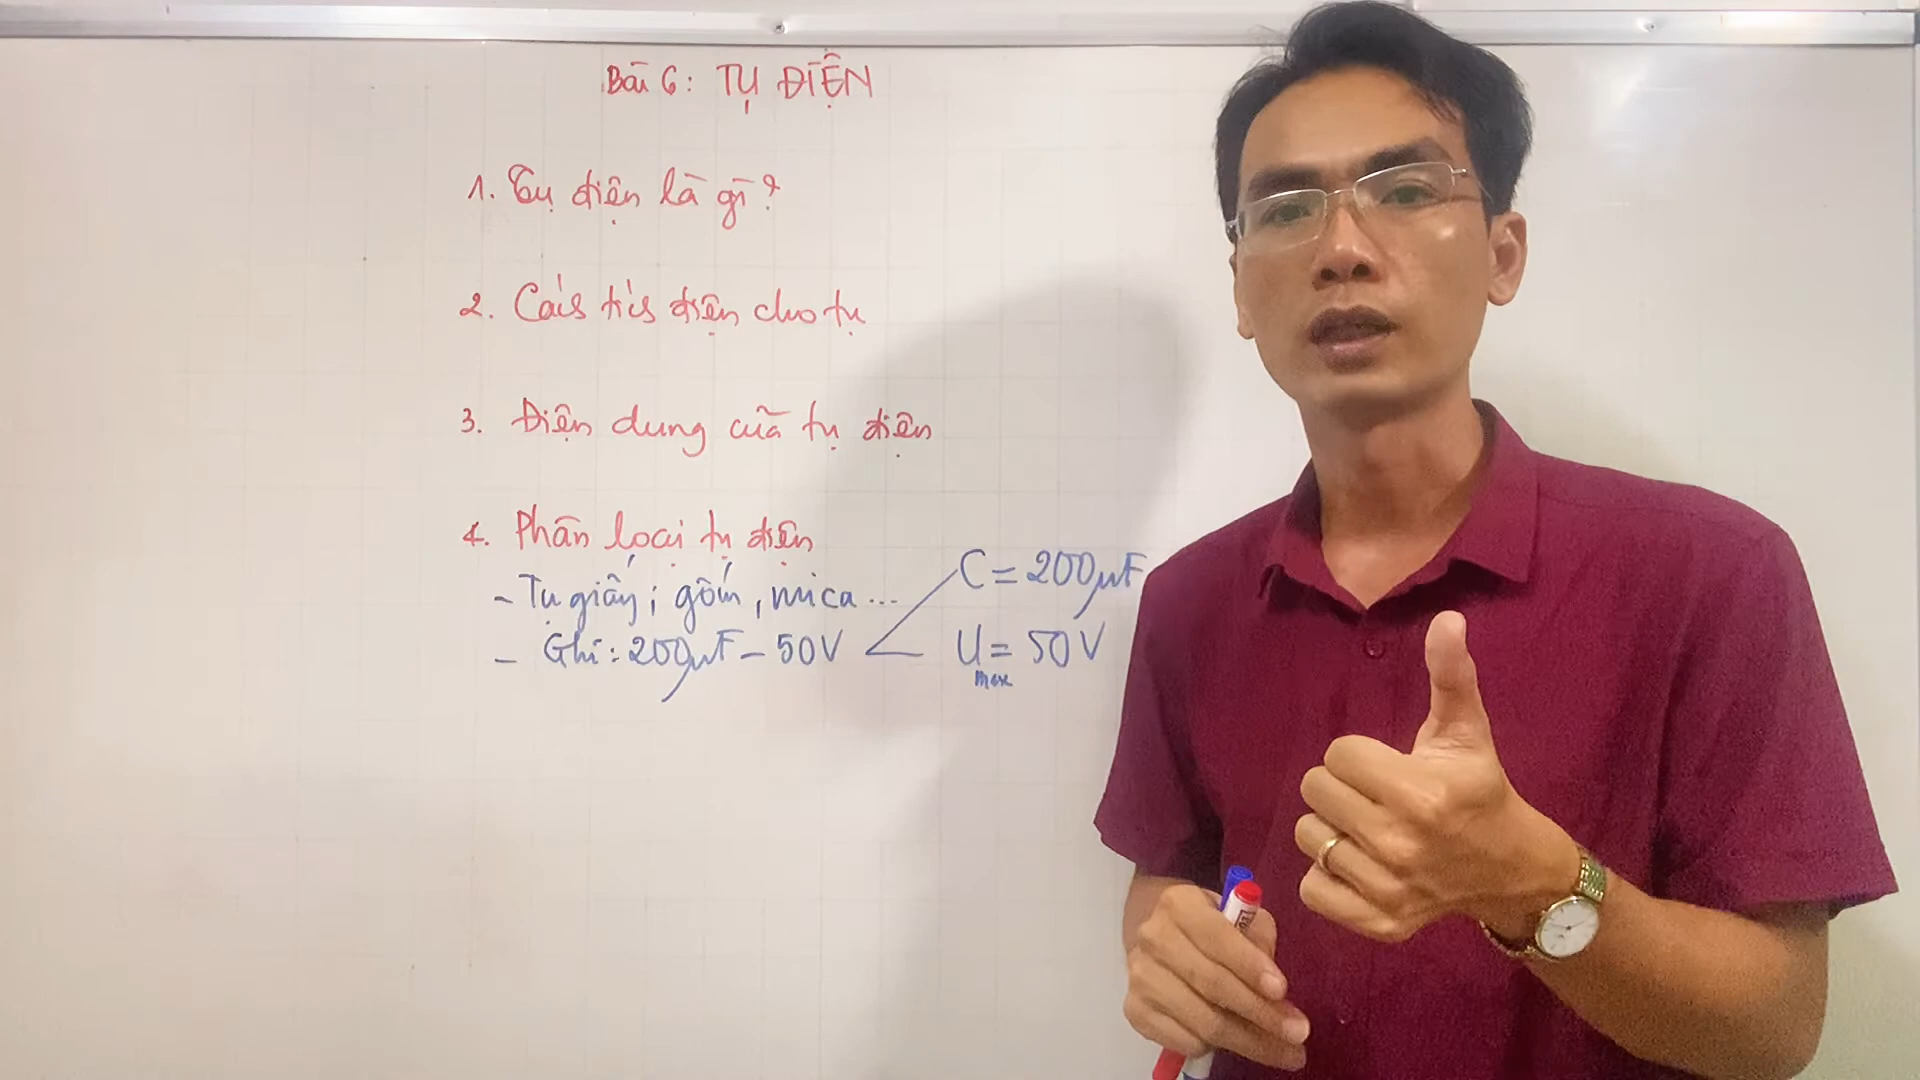 Bài 6: TỤ ĐIỆN
1. Tụ điện là gì?
2. Cách tích điện cho tụ
3. Điện dung của tụ điện
4. Phân loại tụ điện
- Tụ giấy, gốm, mica...
- Ghi: 200μF - 50V
C = 200μF
Umax = 50V